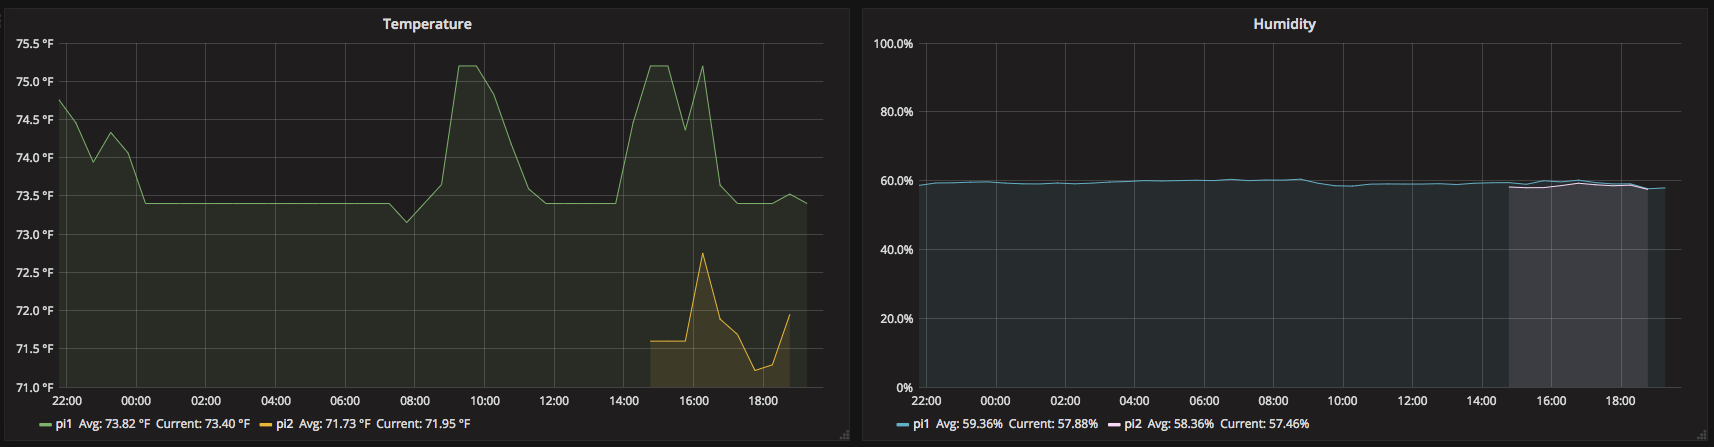 Temperature
75.5 °F
75.0 °F
74.5 °F
74.0 °F
73.5 °F
73.0 °F
72.5 °F
72.0 °F
71.5 °F
71.0 °F
22:00 00:00 02:00 04:00 06:00 08:00 10:00 12:00 14:00 16:00 18:00
pi1 Avg: 73.82 °F Current: 73.40 °F pi2 Avg: 71.73 °F Current: 71.95 °F
Humidity
100.0%
80.0%
60.0%
40.0%
20.0%
0%
22:00 00:00 02:00 04:00 06:00 08:00 10:00 12:00 14:00 16:00 18:00
pi1 Avg: 59.36% Current: 57.88% pi2 Avg: 58.36% Current: 57.46%